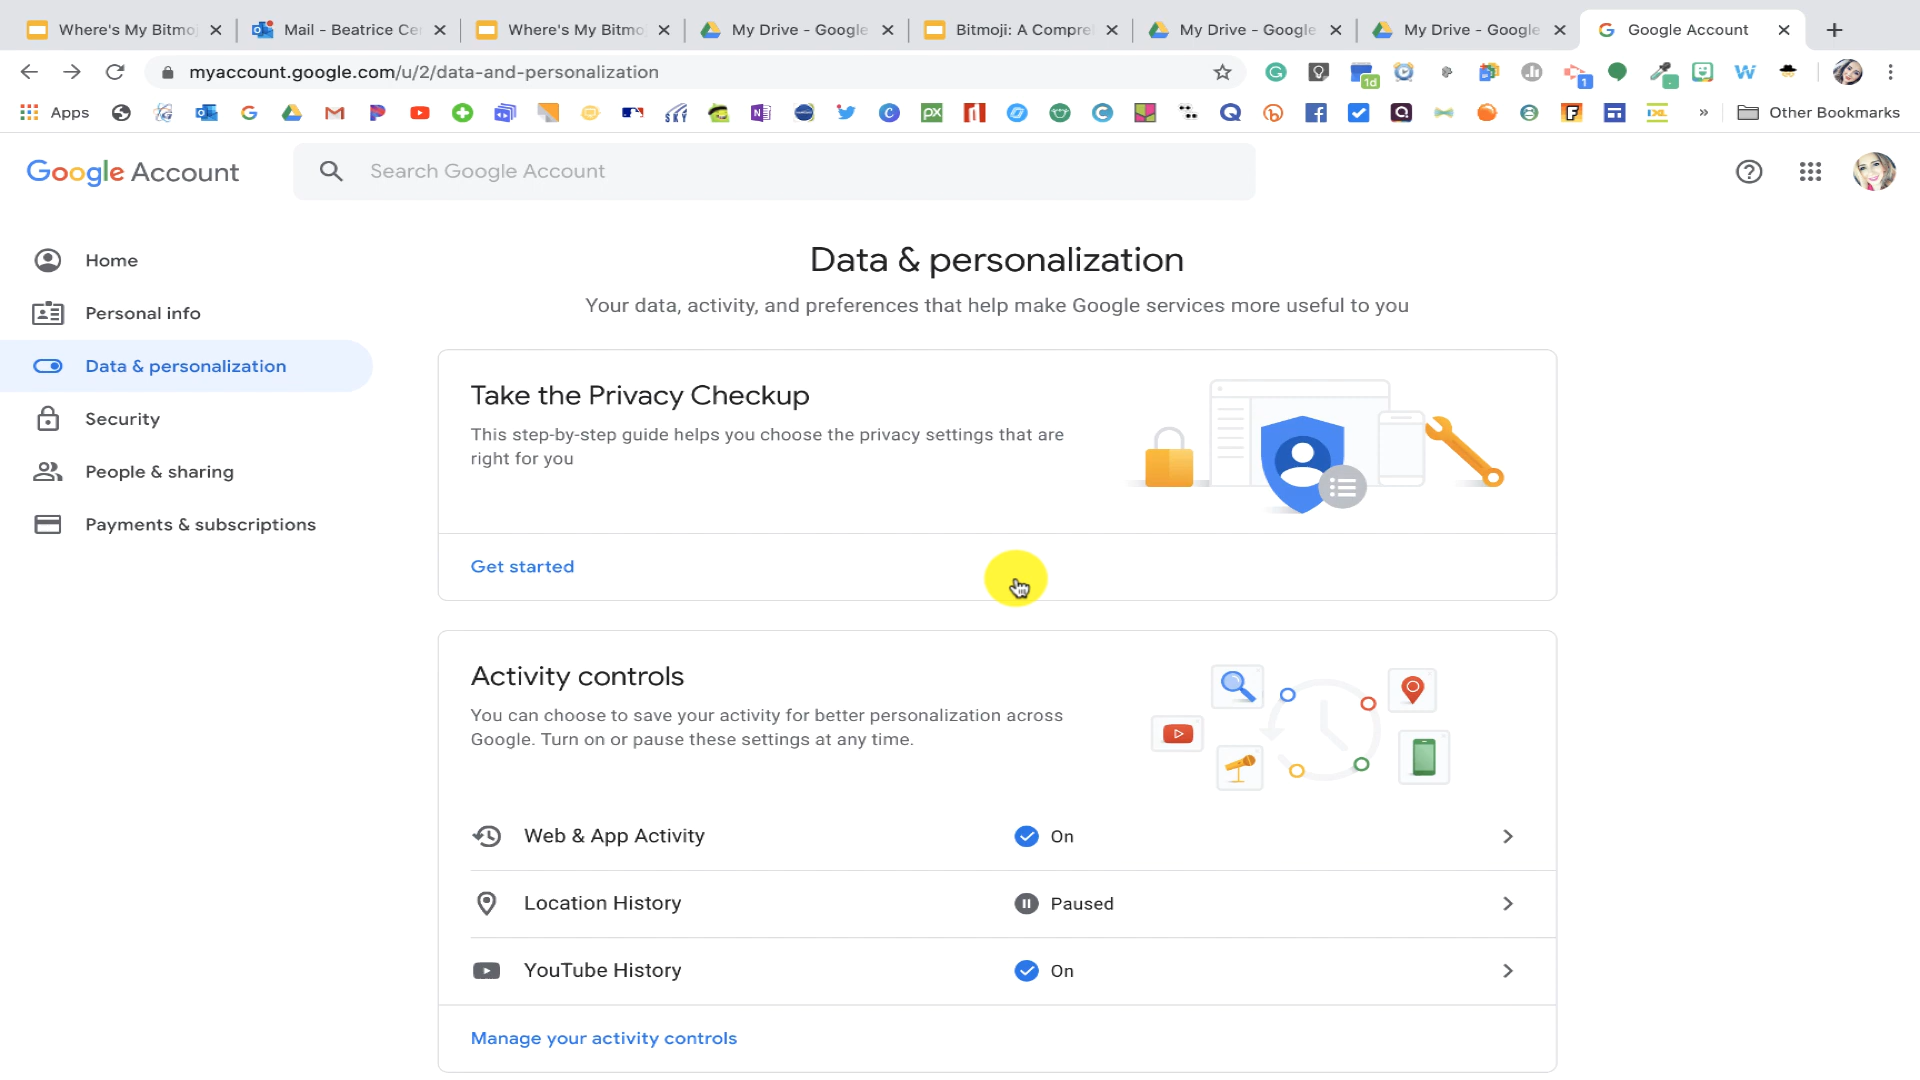 Where's My Bitmoj
Mail - Beatrice Cer
Where's My Bitmo
My Drive - Google
Bitmoji: A Compreh
My Drive - Google
My Drive - Google
Google Account
myaccount.google.com/u/2/data-and-personalization
1d
1
Apps
Other Bookmarks
Google Account
Search Google Account
Home
Personal info
Data & personalization
Security
People & sharing
Payments & subscriptions
Data & personalization
Your data, activity, and preferences that help make Google services more useful to you
Take the Privacy Checkup
This step-by-step guide helps you choose the privacy settings that are
right for you
Get started
Activity controls
You can choose to save your activity for better personalization across
Google. Turn on or pause these settings at any time.
Web & App Activity
On
Location History
Paused
YouTube History
On
Manage your activity controls